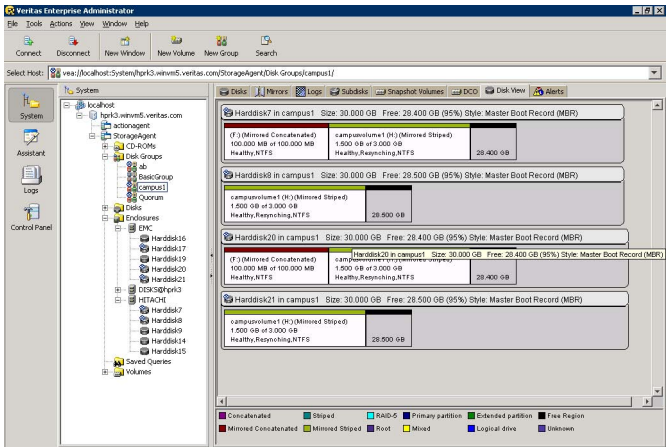 Veritas Enterprise Administrator
File Tools Actions View Window Help
Connect Disconnect New Window New Volume New Group Search
Select Host: vea://localhost:System/hprk3.winvm5.veritas.com/StorageAgent/Disk Groups/campus1/
System
Assistant
Logs
Control Panel
System
localhost
hprk3.winvm5.veritas.com
actionagent
StorageAgent
CD-ROMs
Disk Groups
ab
BasicGroup
campus1
Quorum
Disks
Enclosures
EMC
Harddisk16
Harddisk17
Harddisk19
Harddisk20
Harddisk21
DISKS@hprk3
HITACHI
Harddisk7
Harddisk8
Harddisk9
Harddisk14
Harddisk15
Saved Queries
Volumes
Disks Mirrors Logs Subdisks Snapshot Volumes DCO Disk View Alerts
Harddisk7 in campus1 Size: 30.000 GB Free: 28.400 GB (95%) Style: Master Boot Record (MBR)
(F:) (Mirrored Concatenated) campusvolume1 (H:) (Mirrored Striped)
100.000 MB of 100.000 MB 1.500 GB of 3.000 GB
Healthy,NTFS Healthy,Resynching,NTFS 28.400 GB
Harddisk8 in campus1 Size: 30.000 GB Free: 28.500 GB (95%) Style: Master Boot Record (MBR)
campusvolume1 (H:) (Mirrored Striped)
1.500 GB of 3.000 GB
Healthy,Resynching,NTFS 28.500 GB
Harddisk20 in campus1 Size: 30.000 GB Free: 28.400 GB (95%) Style: Master Boot Record (MBR)
Harddisk20 in campus1 Size: 30.000 GB Free: 28.400 GB (95%) Style: Master Boot Record (MBR)
(F:) (Mirrored Concatenated)
100.000 MB of 100.000 MB 1.500 GB of 3.000 GB
Healthy,NTFS Healthy,Resynching,NTFS 28.400 GB
Harddisk21 in campus1 Size: 30.000 GB Free: 28.500 GB (95%) Style: Master Boot Record (MBR)
campusvolume1 (H:) (Mirrored Striped)
1.500 GB of 3.000 GB
Healthy,Resynching,NTFS 28.500 GB
Concatenated Striped RAID-5 Primary partition Extended partition Free Region
Mirrored Concatenated Mirrored Striped Root Mixed Logical drive Unknown